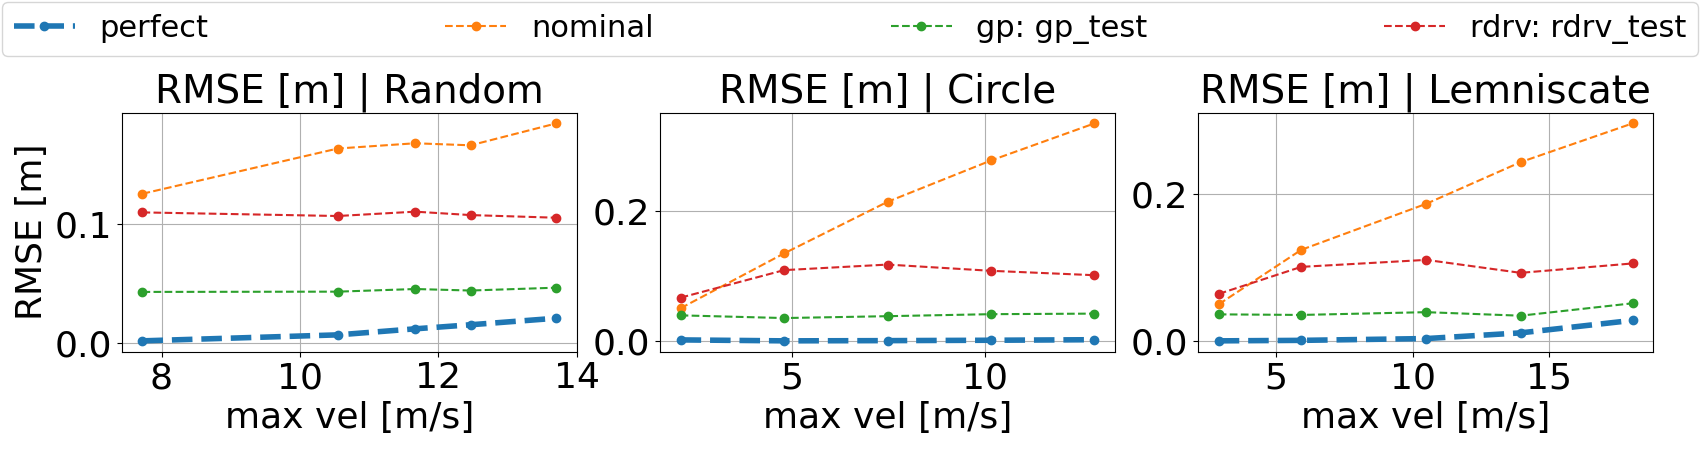 perfect
nominal
gp: gp_test
rdrv: rdrv_test
RMSE [m] | Random
RMSE [m]
0.1
0.0
8
10
12
14
max vel [m/s]
RMSE [m] | Circle
0.2
0.0
5
10
max vel [m/s]
RMSE [m] | Lemniscate
0.2
0.0
5
10
15
max vel [m/s]